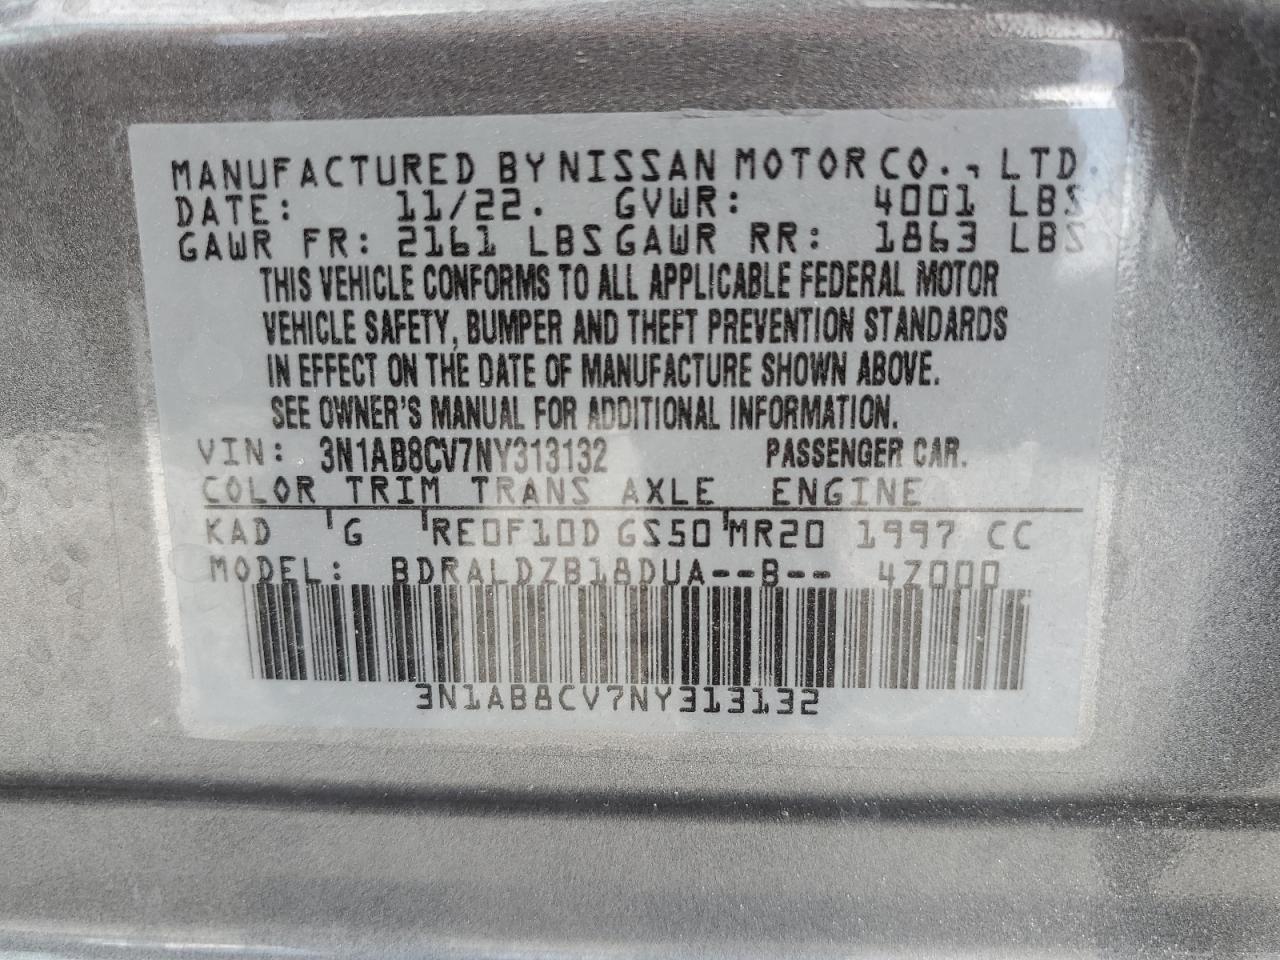 MANUFACTURED BY NISSAN MOTOR CO., LTD.
DATE: 11/22. GVWR: 4001 LBS
GAWR FR: 2161 LBS GAWR RR: 1863 LBS
THIS VEHICLE CONFORMS TO ALL APPLICABLE FEDERAL MOTOR
VEHICLE SAFETY, BUMPER AND THEFT PREVENTION STANDARDS
IN EFFECT ON THE DATE OF MANUFACTURE SHOWN ABOVE.
SEE OWNER'S MANUAL FOR ADDITIONAL INFORMATION.
VIN: 3N1AB8CV7NY313132 PASSENGER CAR.
COLOR TRIM TRANS AXLE ENGINE
KAD G RE0F10D GS50 MR20 1997 CC
MODEL: BDRALDZB18DUA--B-- 4Z000
3N1AB8CV7NY313132